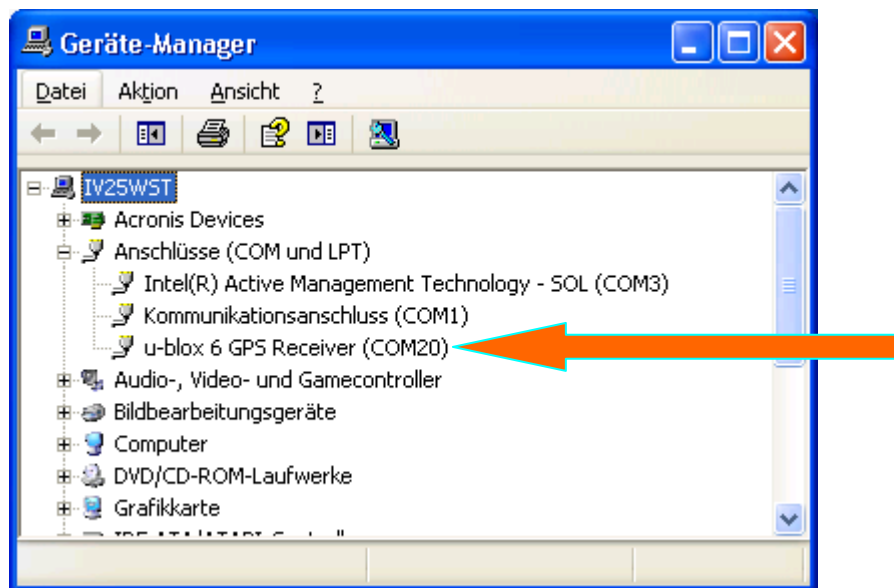 Geräte-Manager
Datei Aktion Ansicht ?
IV25WST
Acronis Devices
Anschlüsse (COM und LPT)
Intel(R) Active Management Technology - SOL (COM3)
Kommunikationsanschluss (COM1)
u-blox 6 GPS Receiver (COM20)
Audio-, Video- und Gamecontroller
Bildbearbeitungsgeräte
Computer
DVD/CD-ROM-Laufwerke
Grafikkarte